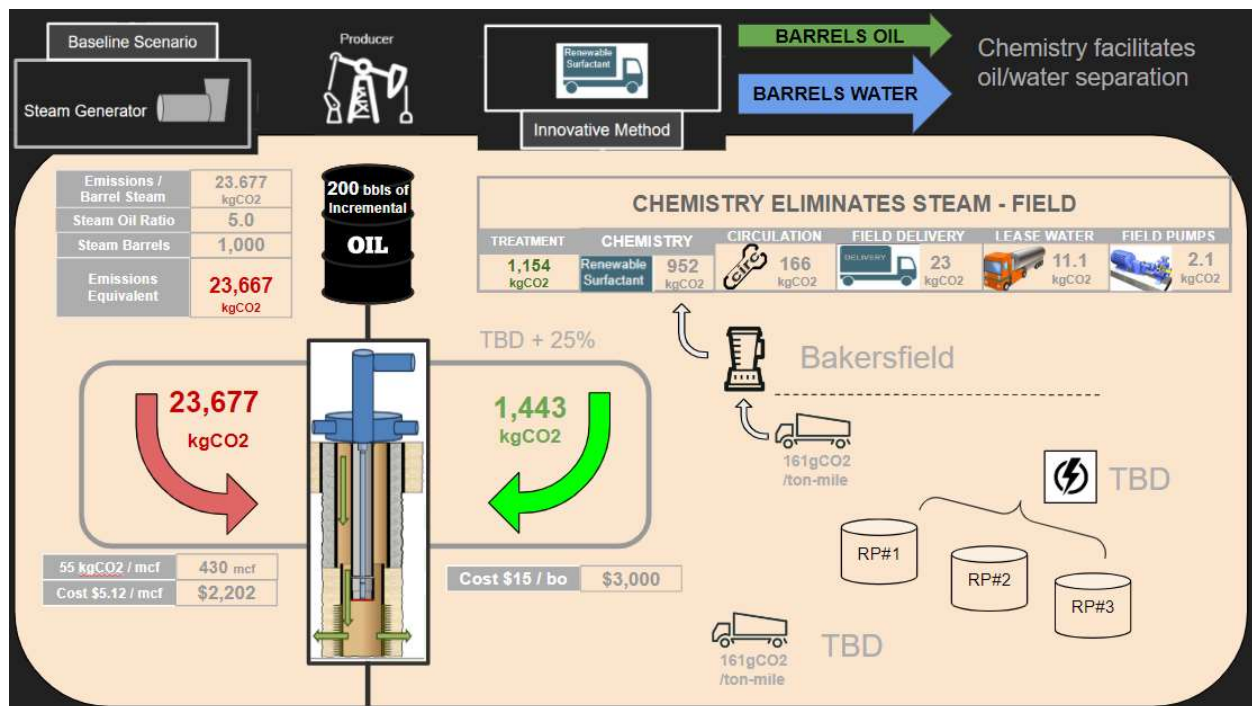 Baseline Scenario
Steam Generator
Producer
Renewable
Surfactant
Innovative Method
BARRELS OIL
BARRELS WATER
Chemistry facilitates
oil/water separation
Emissions /
Barrel Steam
23.677
kgCO2
Steam Oil Ratio
5.0
Steam Barrels
1,000
Emissions
Equivalent
23,667
kgCO2
200 bbls of
Incremental
OIL
CHEMISTRY ELIMINATES STEAM - FIELD
TREATMENT
1,154
kgCO2
CHEMISTRY
Renewable
Surfactant
952
kgCO2
CIRCULATION
circ
166
kgCO2
FIELD DELIVERY
DELIVERY
23
kgCO2
LEASE WATER
11.1
kgCO2
FIELD PUMPS
2.1
kgCO2
TBD + 25%
23,677
kgCO2
1,443
kgCO2
Bakersfield
161gCO2
/ton-mile
TBD
RP#1
RP#2
RP#3
55 kgCO2 / mcf
430 mcf
Cost $5.12 / mcf
$2,202
Cost $15 / bo
$3,000
161gCO2
/ton-mile
TBD